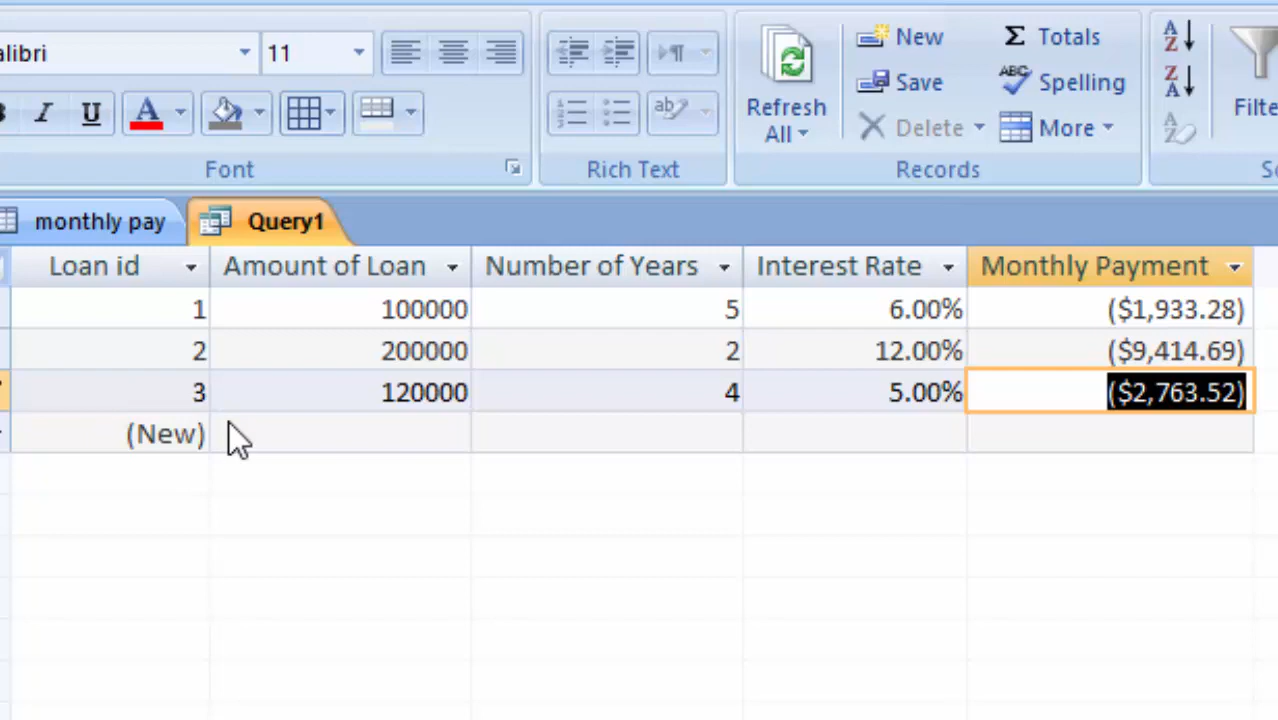 alibri 11
New
Σ Totals
Save
ABC Spelling
Refresh All
Delete
More
Filte
B I U A
ab
Font
Rich Text
Records
monthly pay
Query1
Loan id Amount of Loan Number of Years Interest Rate Monthly Payment
1 100000 5 6.00% ($1,933.28)
2 200000 2 12.00% ($9,414.69)
3 120000 4 5.00% ($2,763.52)
(New)